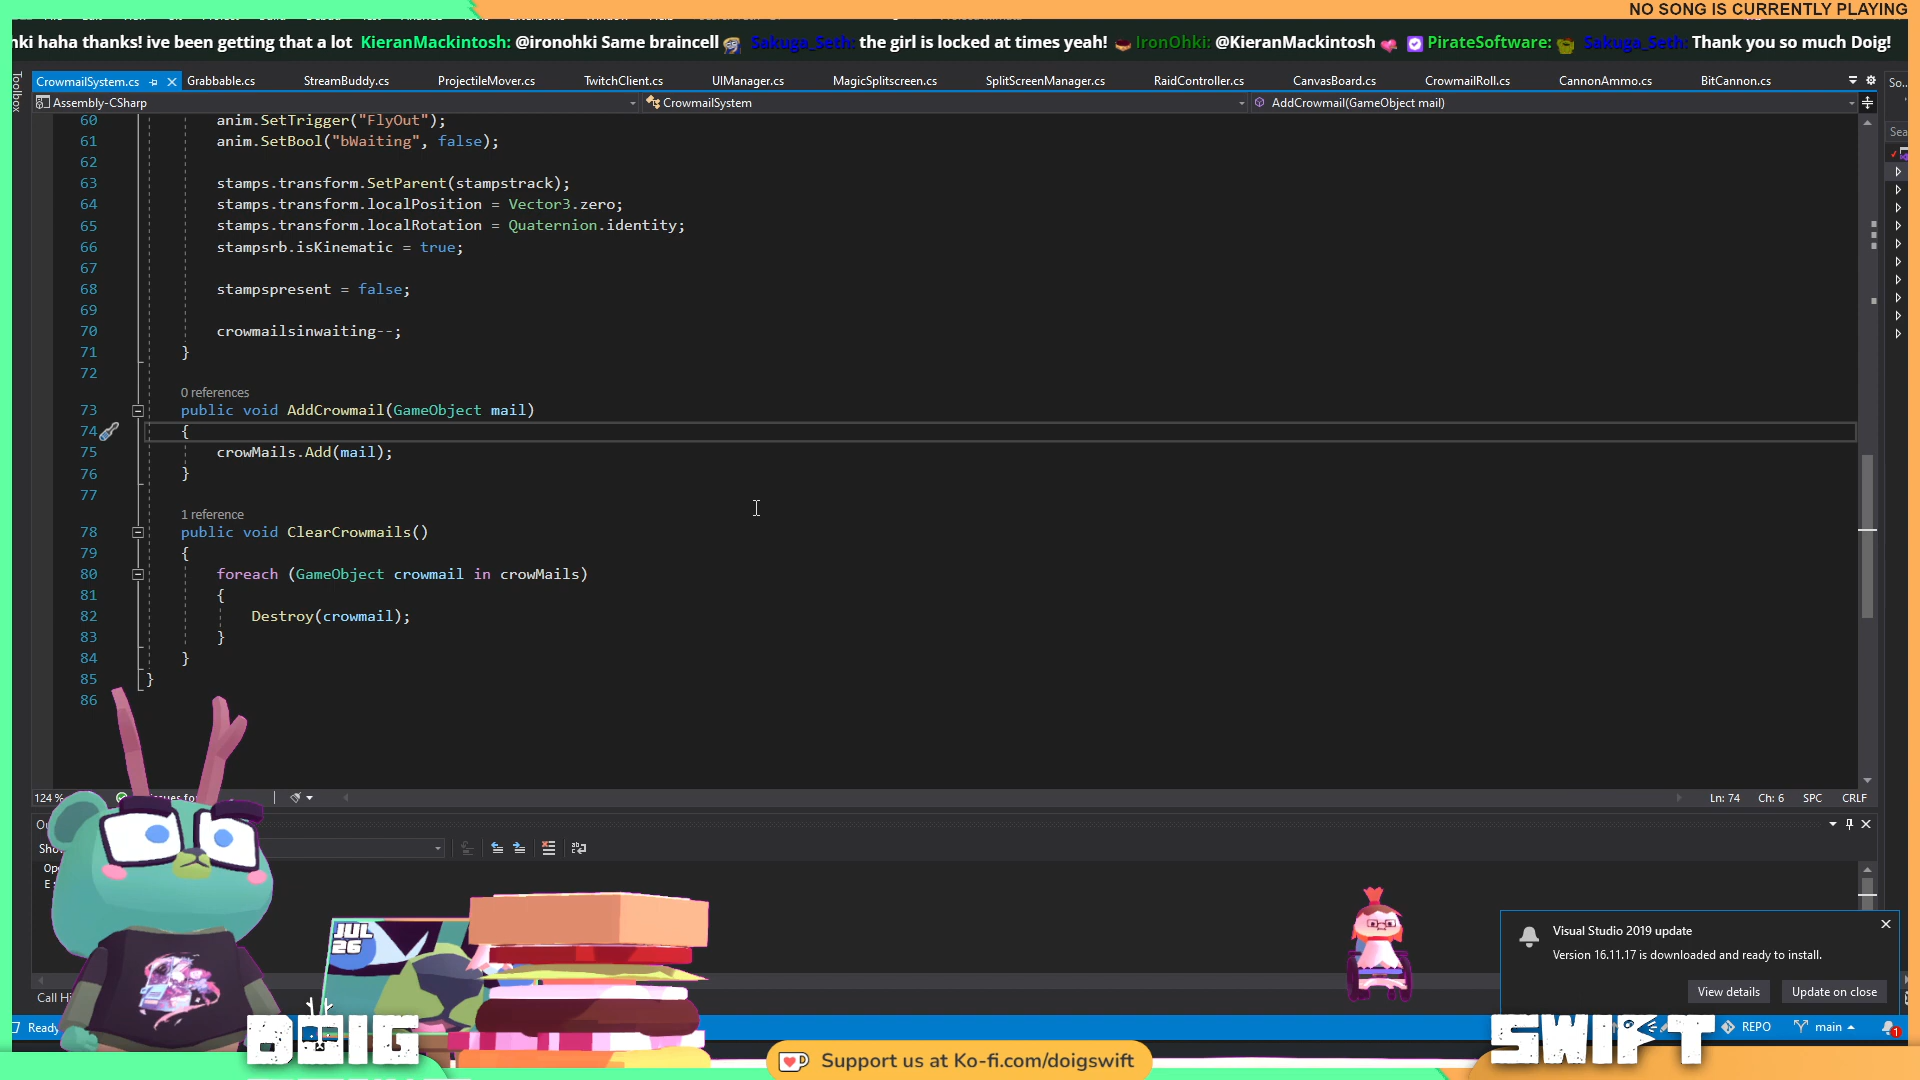 NO SONG IS CURRENTLY PLAYING
nki haha thanks! ive been getting that a lot KieranMackintosh: @ironohki Same braincell Sakuga_Seth: the girl is locked at times yeah! IronOhki: @KieranMackintosh PirateSoftware: Sakuga_Seth: Thank you so much Doig!
Toolbox
CrowmailSystem.cs Grabbable.cs StreamBuddy.cs ProjectileMover.cs TwitchClient.cs UIManager.cs MagicSplitscreen.cs SplitScreenManager.cs RaidController.cs CanvasBoard.cs CrowmailRoll.cs CannonAmmo.cs BitCannon.cs So...
Assembly-CSharp CrowmailSystem AddCrowmail(GameObject mail)
60 anim.SetTrigger("FlyOut");
61 anim.SetBool("bWaiting", false);
62
63 stamps.transform.SetParent(stampstrack);
64 stamps.transform.localPosition = Vector3.zero;
65 stamps.transform.localRotation = Quaternion.identity;
66 stampsrb.isKinematic = true;
67
68 stampspresent = false;
69
70 crowmailsinwaiting--;
71 }
72
0 references
73 public void AddCrowmail(GameObject mail)
74 {
75 crowMails.Add(mail);
76 }
77
1 reference
78 public void ClearCrowmails()
79 {
80 foreach (GameObject crowmail in crowMails)
81 {
82 Destroy(crowmail);
83 }
84 }
85 }
86
124 %
Ln: 74 Ch: 6 SPC CRLF
JUL
26
Visual Studio 2019 update
Version 16.11.17 is downloaded and ready to install.
View details Update on close
Call Hi
Ready
REPO main
1
DOIG
SWIFT
Support us at Ko-fi.com/doigswift